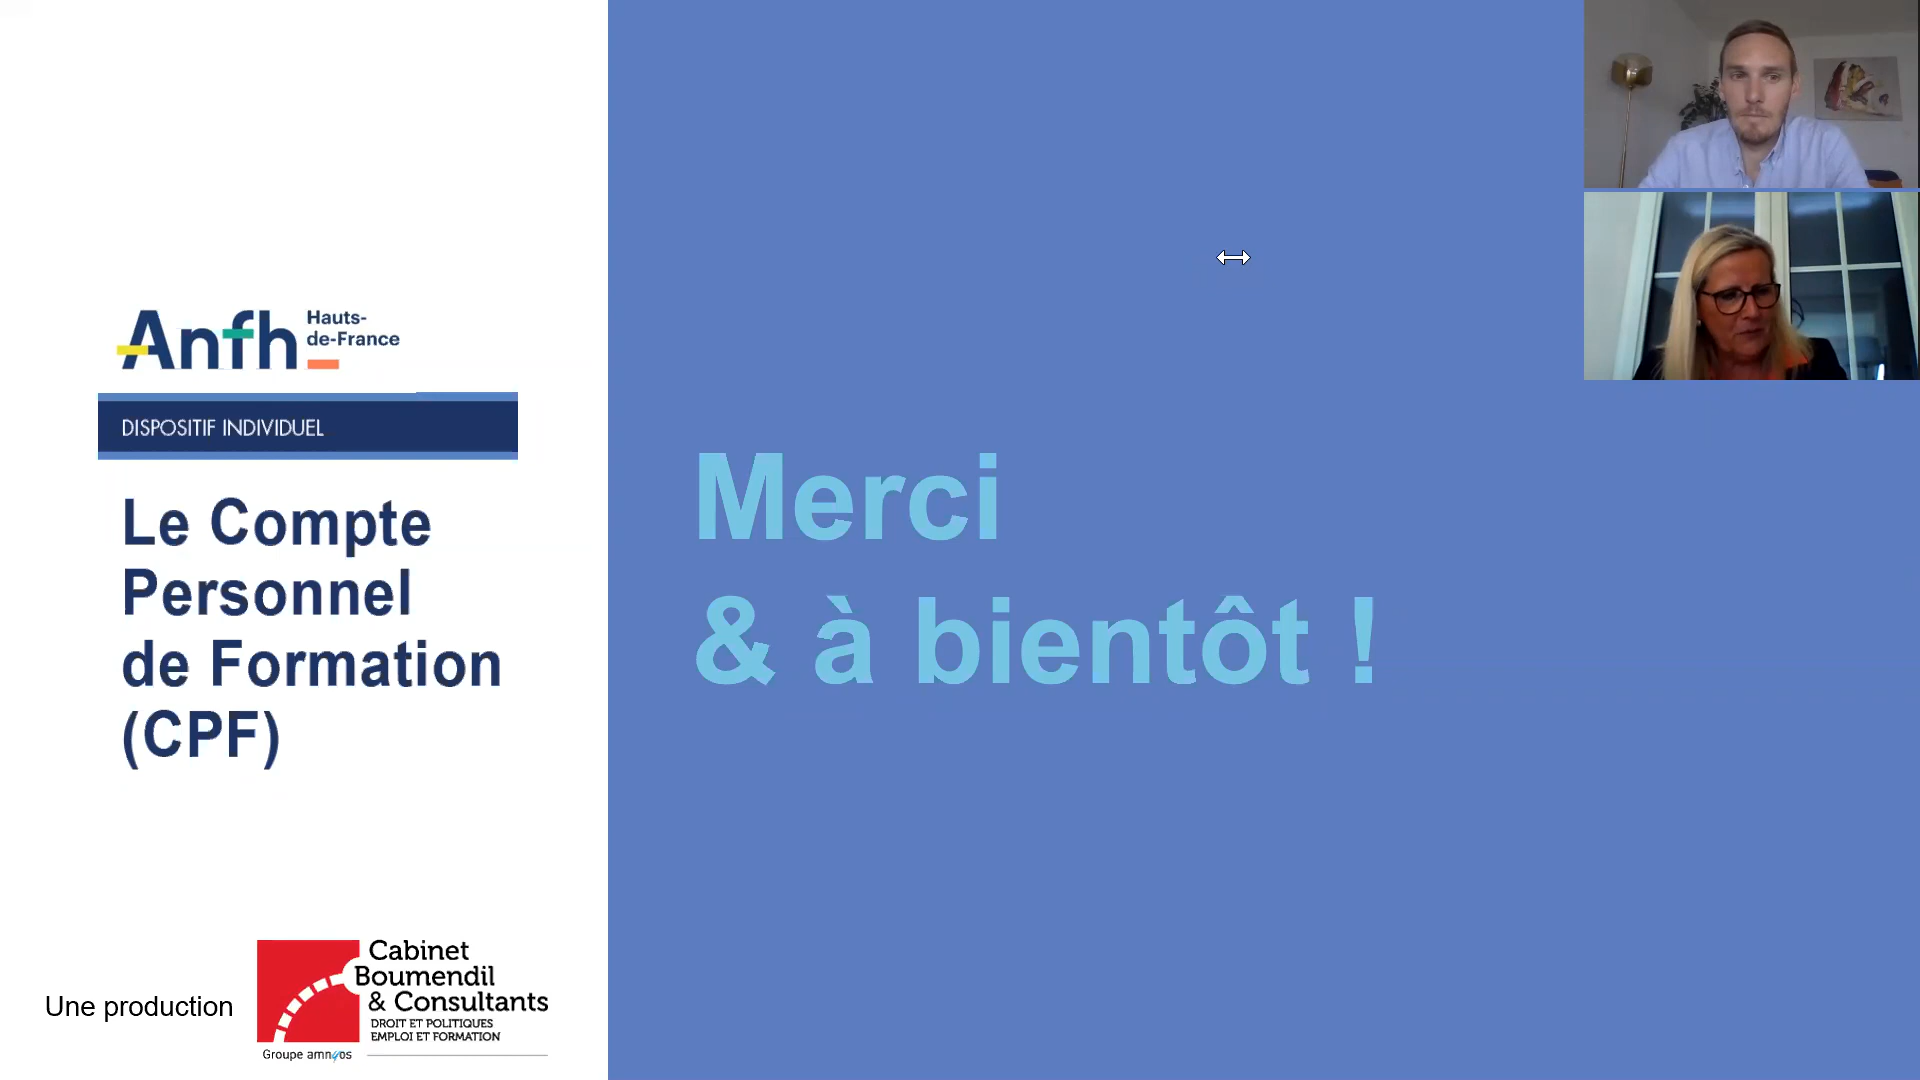 Anfh
Hauts-
de-France
DISPOSITIF INDIVIDUEL
Le Compte
Personnel
de Formation
(CPF)
Merci
& à bientôt !
Une production
Cabinet
Boumendil
& Consultants
DROIT ET POLITIQUES
EMPLOI ET FORMATION
Groupe amnyos